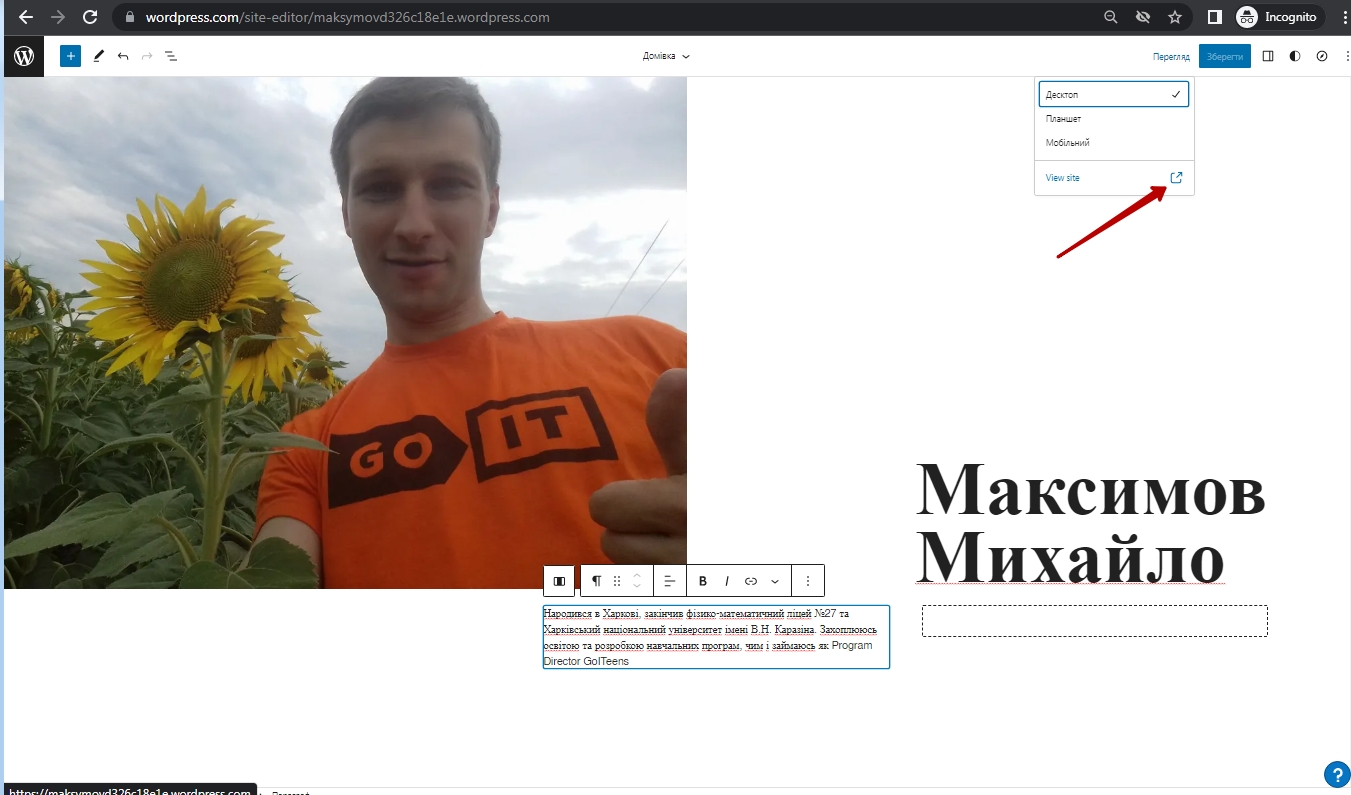 wordpress.com/site-editor/maksymovd326c18e1e.wordpress.com
Incognito
Домівка
Перегляд
Зберегти
Десктоп
Планшет
Мобільний
View site
GO IT
Максимов
Михайло
B I
Народився в Харкові, закінчив фізико-математичний ліцей №27 та
Харківський національний університет імені В.Н. Каразіна. Захоплююсь
освітою та розробкою навчальних програм, чим і займаюсь як Program
Director GoITeens
?
https://maksymovd326c18e1e.wordpress.com